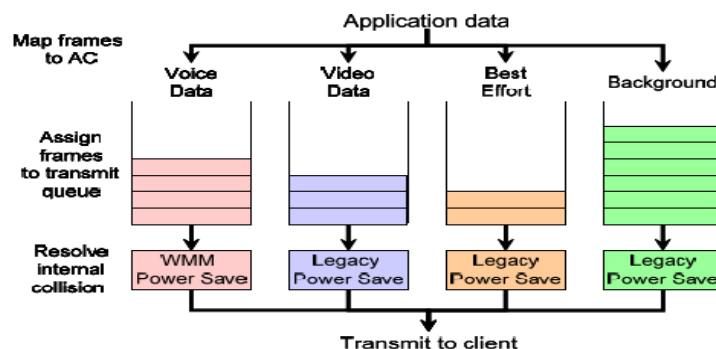 Application data
Map frames
to AC
Voice
Data
Video
Data
Best
Effort
Background
Assign
frames
to transmit
queue
Resolve
internal
collision
WMM
Power Save
Legacy
Power Save
Legacy
Power Save
Legacy
Power Save
Transmit to client